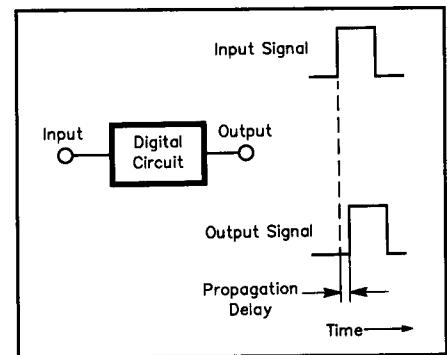 Input Signal
Input
Output
Digital
Circuit
Output Signal
Propagation
Delay
Time